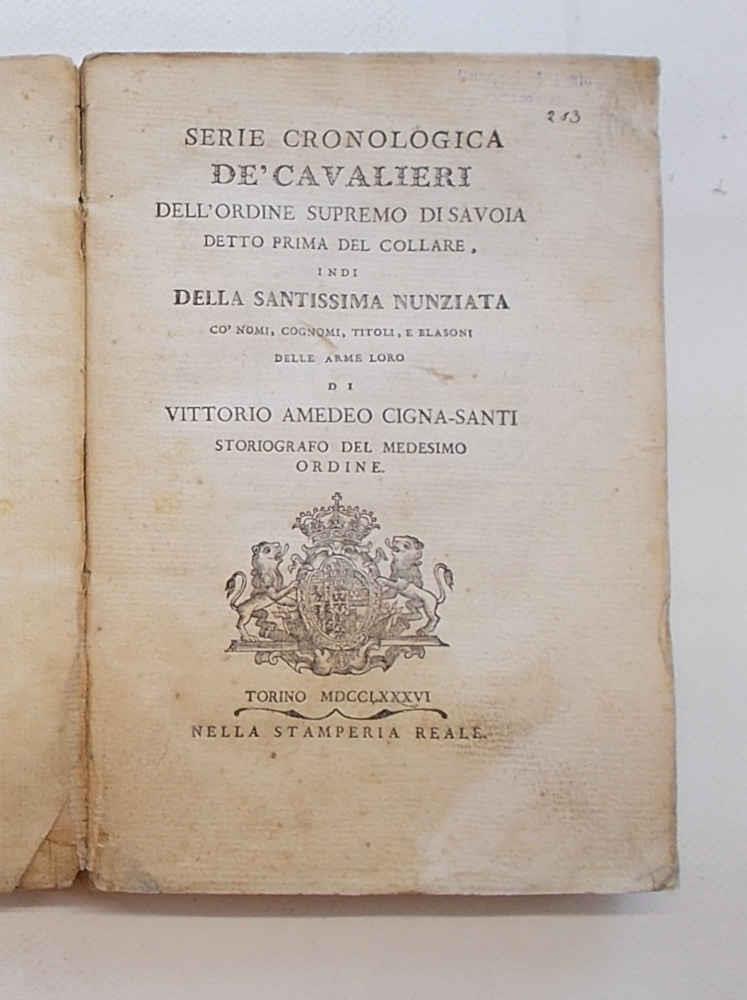 253
SERIE CRONOLOGICA
DE' CAVALIERI
DELL'ORDINE SUPREMO DI SAVOIA
DETTO PRIMA DEL COLLARE,
INDI
DELLA SANTISSIMA NUNZIATA
CO' NOMI, COGNOMI, TITOLI, E BLASONI
DELLE ARME LORO
DI
VITTORIO AMEDEO CIGNA-SANTI
STORIOGRAFO DEL MEDESIMO
ORDINE.
TORINO MDCCLXXXVI
NELLA STAMPERIA REALE.